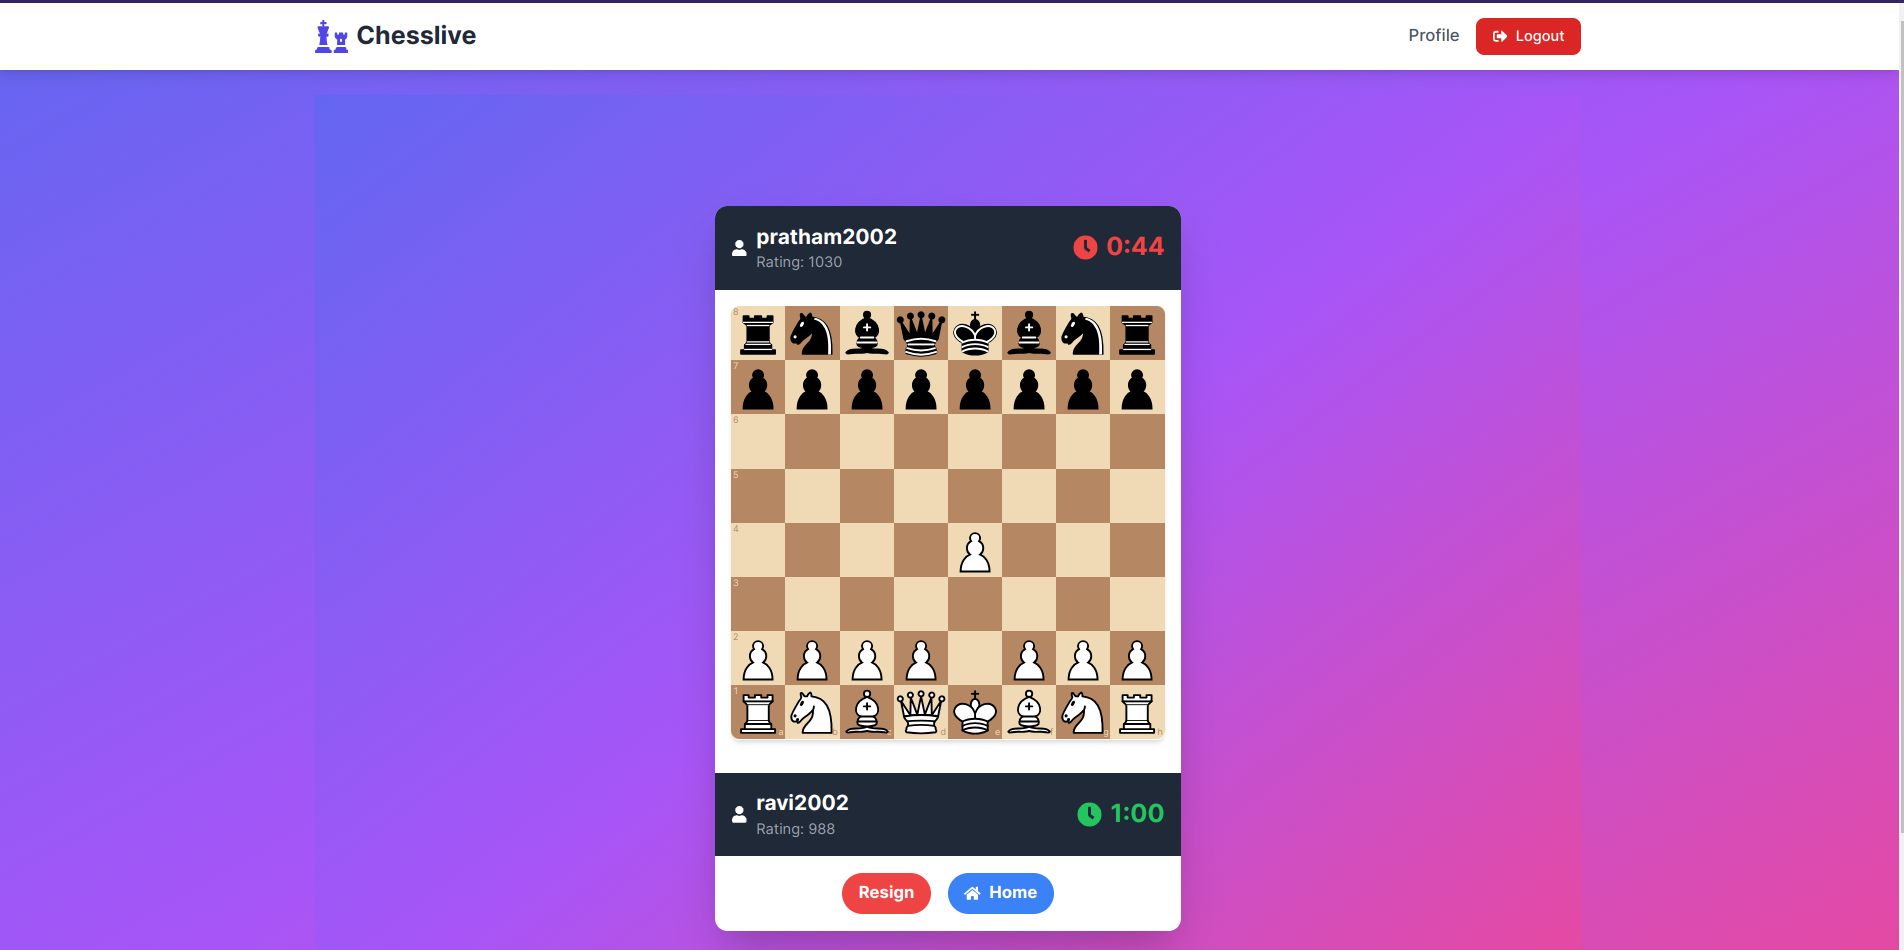 Chesslive
Profile
Logout
pratham2002
Rating: 1030
0:44
8
7
6
5
4
3
2
1
a
b
c
d
e
f
g
h
ravi2002
Rating: 988
1:00
Resign
Home